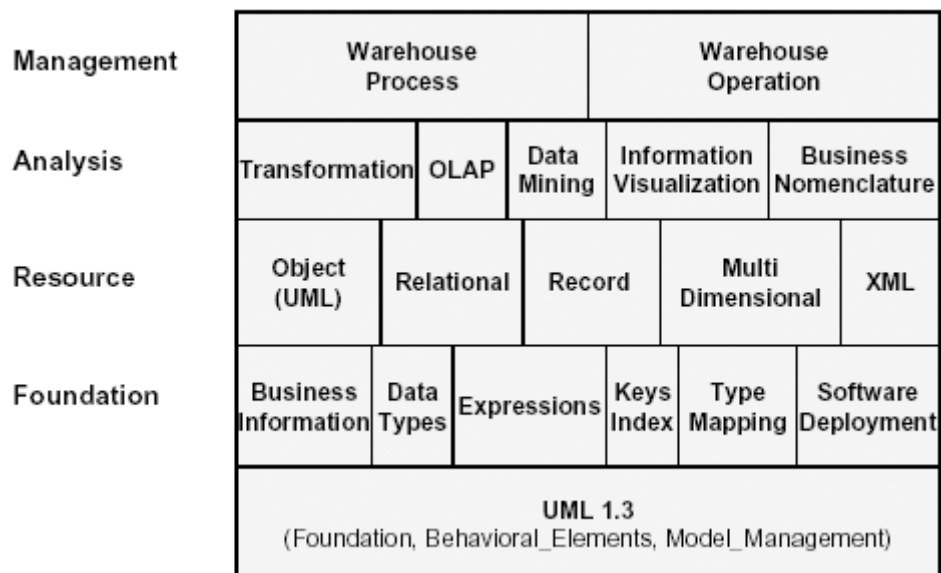 Management
Warehouse
Process
Warehouse
Operation
Analysis
Transformation
OLAP
Data
Mining
Information
Visualization
Business
Nomenclature
Resource
Object
(UML)
Relational
Record
Multi
Dimensional
XML
Foundation
Business
Information
Data
Types
Expressions
Keys
Index
Type
Mapping
Software
Deployment
UML 1.3
(Foundation, Behavioral_Elements, Model_Management)